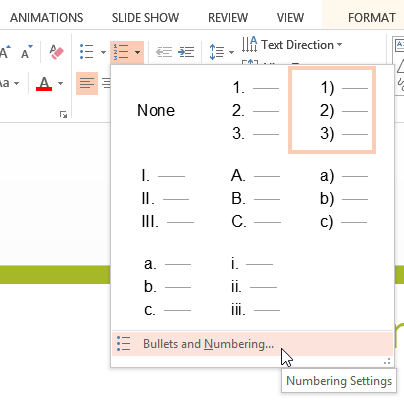 ANIMATIONS SLIDE SHOW REVIEW VIEW FORMAT
Text Direction
Aa A
None
1.
2.
3.
1)
2)
3)
I.
II.
III.
A.
B.
C.
a)
b)
c)
a.
b.
c.
i.
ii.
iii.
Bullets and Numbering...
Numbering Settings